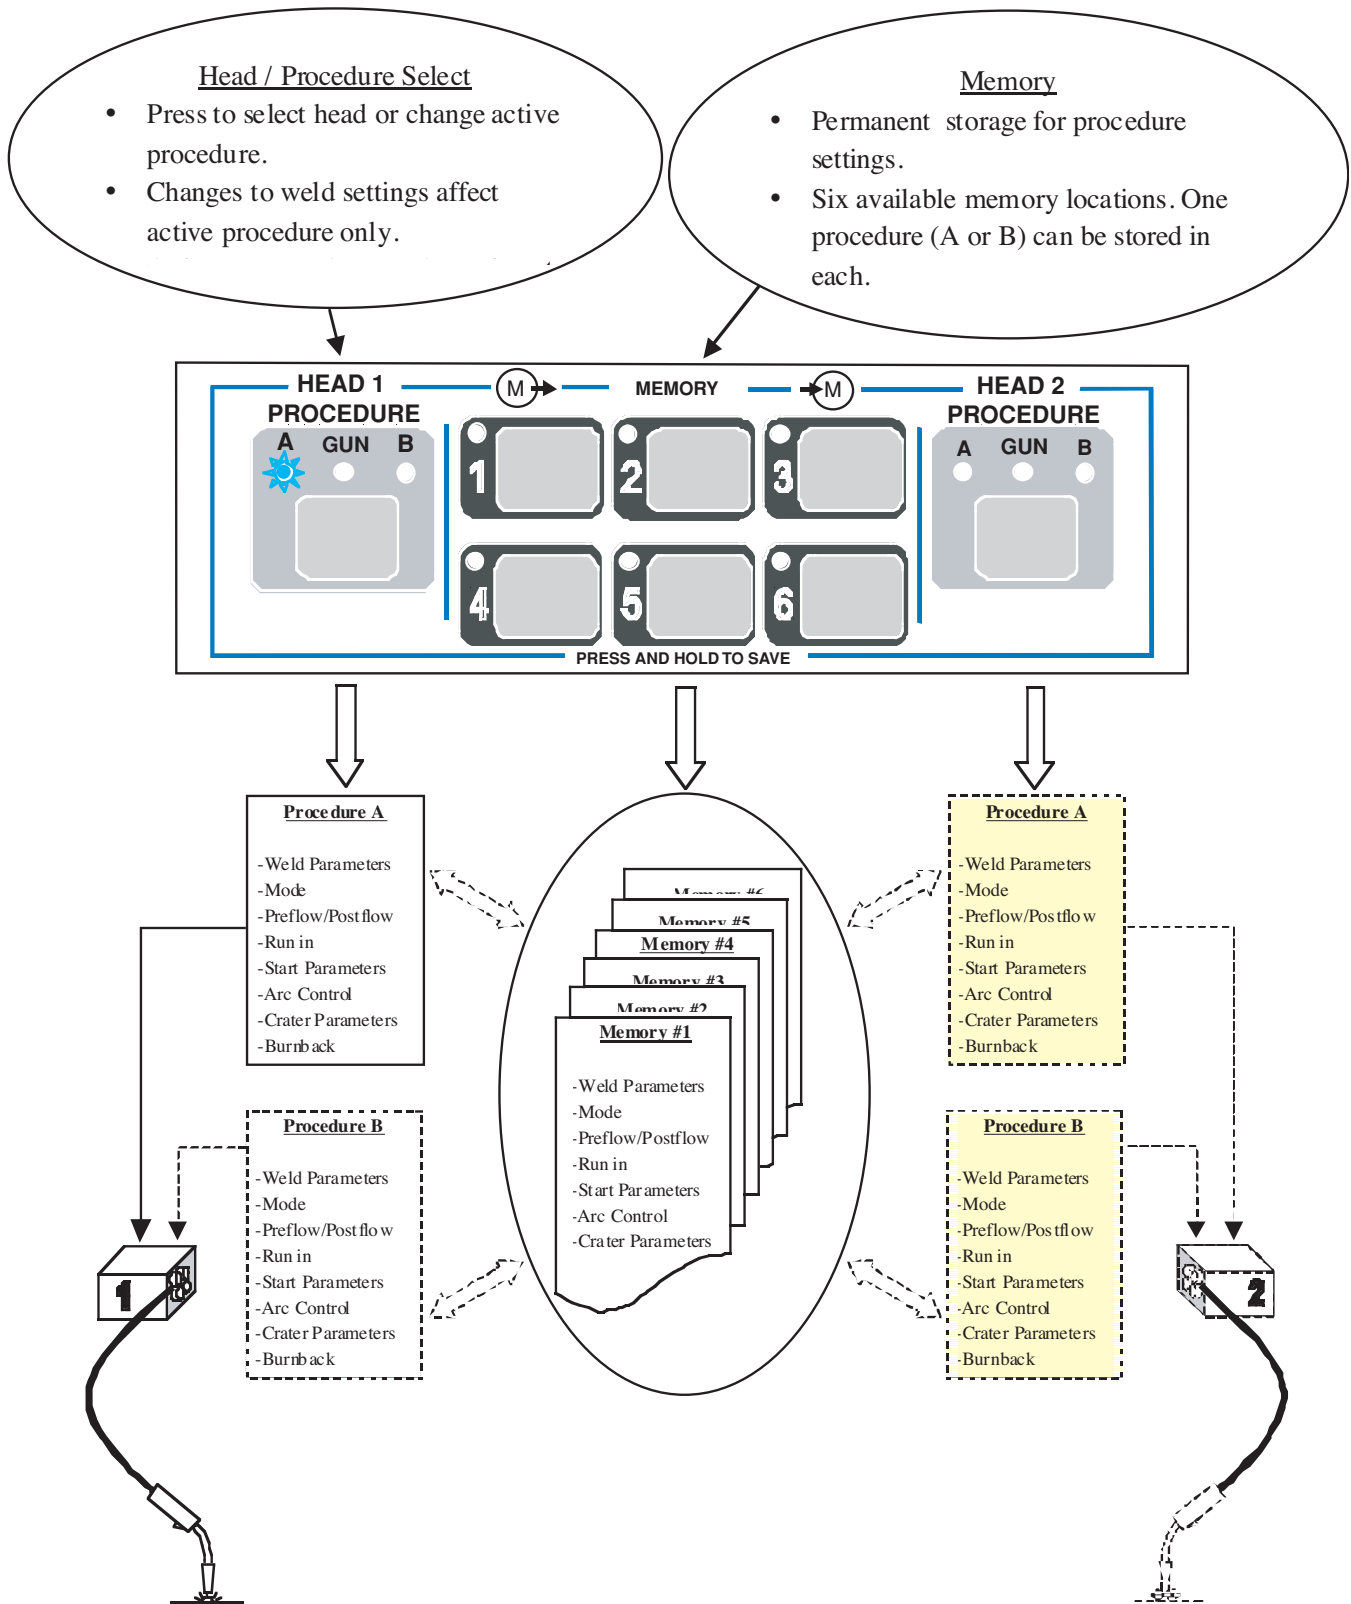 Head / Procedure Select
• Press to select head or change active
procedure.
• Changes to weld settings affect
active procedure only.
Memory
• Permanent storage for procedure
settings.
• Six available memory locations. One
procedure (A or B) can be stored in
each.
HEAD 1
PROCEDURE
A GUN B
M
MEMORY
M
HEAD 2
PROCEDURE
A GUN B
1
2
3
4
5
6
PRESS AND HOLD TO SAVE
Procedure A
-Weld Parameters
-Mode
-Preflow/Postflow
-Run in
-Start Parameters
-Arc Control
-Crater Parameters
-Burnback
Procedure B
-Weld Parameters
-Mode
-Preflow/Postflow
-Run in
-Start Parameters
-Arc Control
-Crater Parameters
-Burnback
Memory #6
Memory #5
Memory #4
Memory #3
Memory #2
Memory #1
-Weld Parameters
-Mode
-Preflow/Postflow
-Run in
-Start Parameters
-Arc Control
-Crater Parameters
Procedure A
-Weld Parameters
-Mode
-Preflow/Postflow
-Run in
-Start Parameters
-Arc Control
-Crater Parameters
-Burnback
Procedure B
-Weld Parameters
-Mode
-Preflow/Postflow
-Run in
-Start Parameters
-Arc Control
-Crater Parameters
-Burnback
1
2